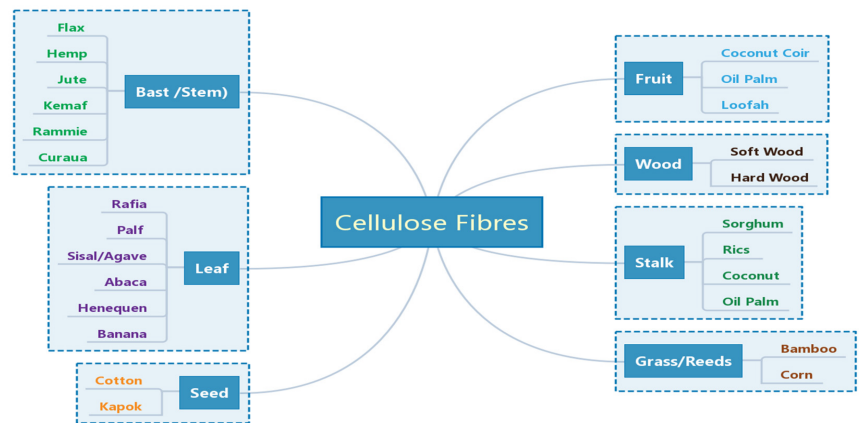 Cellulose Fibres
Bast /Stem)
Flax
Hemp
Jute
Kemaf
Rammie
Curaua
Leaf
Rafia
Palf
Sisal/Agave
Abaca
Henequen
Banana
Seed
Cotton
Kapok
Fruit
Coconut Coir
Oil Palm
Loofah
Wood
Soft Wood
Hard Wood
Stalk
Sorghum
Rics
Coconut
Oil Palm
Grass/Reeds
Bamboo
Corn